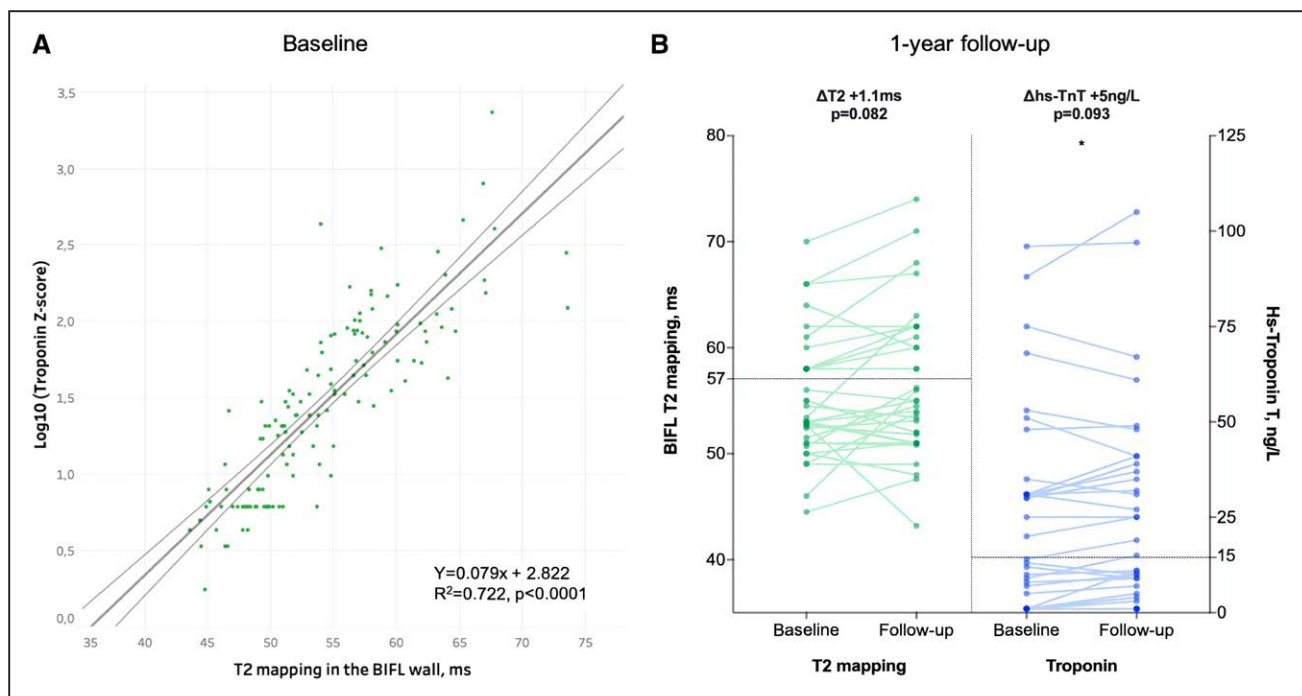 A
Baseline
Log10 (Troponin Z-score)
3,5
3,0
2,5
2,0
1,5
1,0
0,5
0,0
Y=0.079x + 2.822
R²=0.722, p<0.0001
35 40 45 50 55 60 65 70 75
T2 mapping in the BIFL wall, ms
B
1-year follow-up
ΔT2 +1.1ms
p=0.082
Δhs-TnT +5ng/L
p=0.093
*
BIFL T2 mapping, ms
80
70
60
57
50
40
125
100
75
50
25
15
0
Hs-Troponin T, ng/L
Baseline Follow-up Baseline Follow-up
T2 mapping Troponin